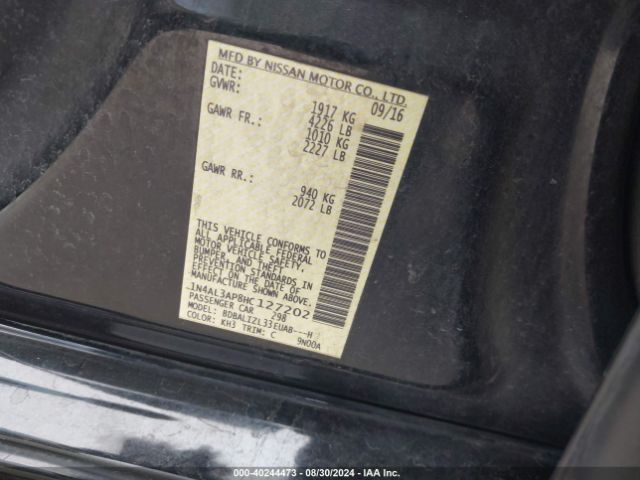 MFD BY NISSAN MOTOR CO., LTD.
DATE: 09/16
GVWR: 1917 KG
4226 LB
GAWR FR.: 1010 KG
2227 LB
GAWR RR.: 940 KG
2072 LB
THIS VEHICLE CONFORMS TO
ALL APPLICABLE FEDERAL
MOTOR VEHICLE SAFETY,
BUMPER, AND THEFT
PREVENTION STANDARDS IN
EFFECT ON THE DATE OF
MANUFACTURE SHOWN ABOVE.
1N4AL3AP8HC127202
PASSENGER CAR 298
MODEL: BDBALIZL33EUAB---H
COLOR: KH3 TRIM: C 9N00A
000-40244473 - 08/30/2024 - IAA Inc.